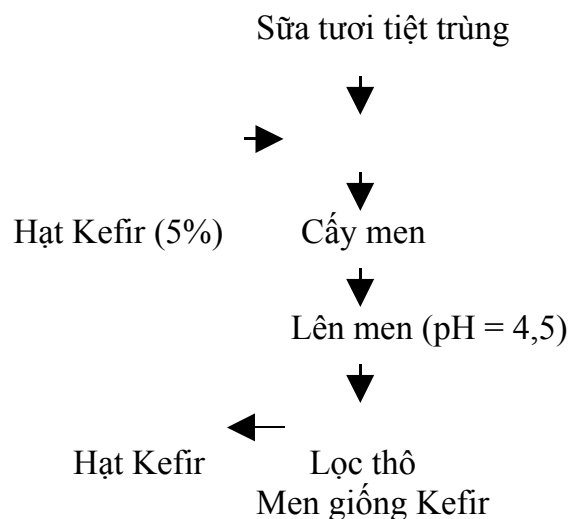 Sữa tươi tiệt trùng
Hạt Kefir (5%) Cấy men
Lên men (pH = 4,5)
Hạt Kefir Lọc thô
Men giống Kefir